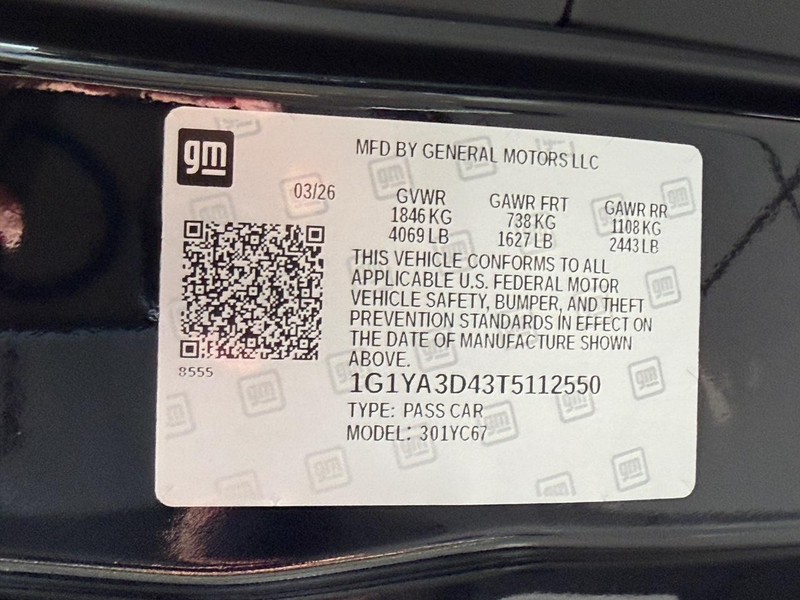 gm
MFD BY GENERAL MOTORS LLC
03/26
GVWR GAWR FRT GAWR RR
1846 KG 738 KG 1108 KG
4069 LB 1627 LB 2443 LB
THIS VEHICLE CONFORMS TO ALL
APPLICABLE U.S. FEDERAL MOTOR
VEHICLE SAFETY, BUMPER, AND THEFT
PREVENTION STANDARDS IN EFFECT ON
THE DATE OF MANUFACTURE SHOWN
ABOVE.
8555
1G1YA3D43T5112550
TYPE: PASS CAR
MODEL: 301YC67